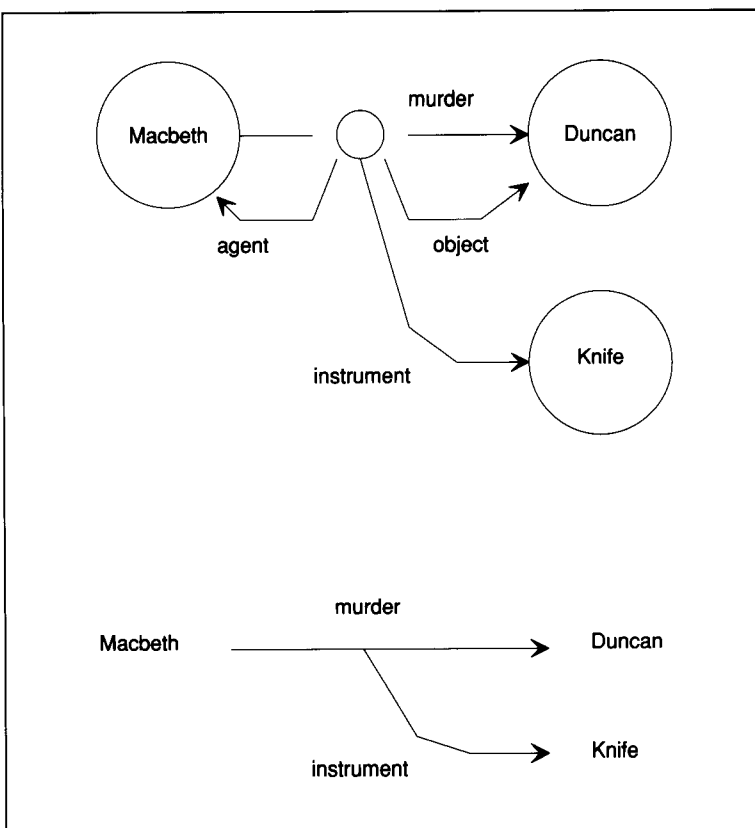 murder
Macbeth
Duncan
agent
object
Knife
instrument
murder
Macbeth
Duncan
Knife
instrument